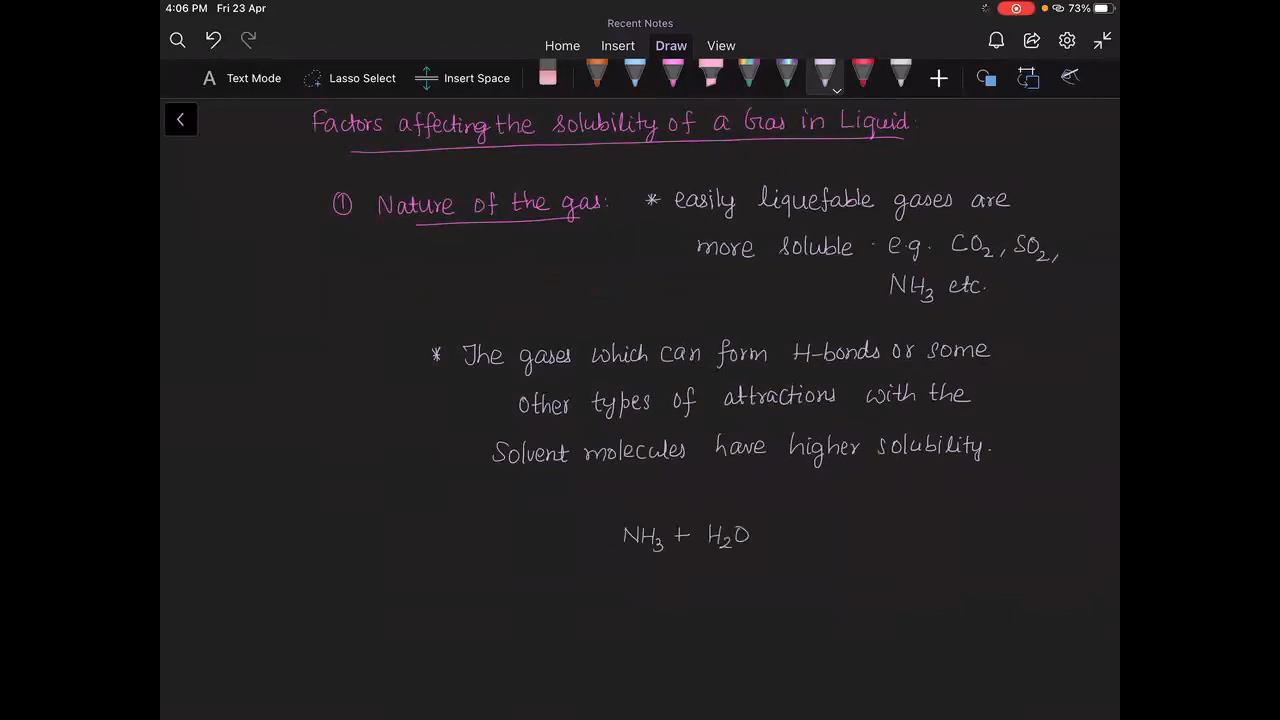 4:06 PM Fri 23 Apr
73%
Recent Notes
Home Insert Draw View
Text Mode Lasso Select Insert Space
Factors affecting the solubility of a Gas in Liquid:
① Nature of the gas: * easily liquefable gases are
more soluble. e.g. CO₂, SO₂,
NH₃ etc.
* The gases which can form H-bonds or some
other types of attractions with the
Solvent molecules have higher solubility.
NH₃ + H₂O